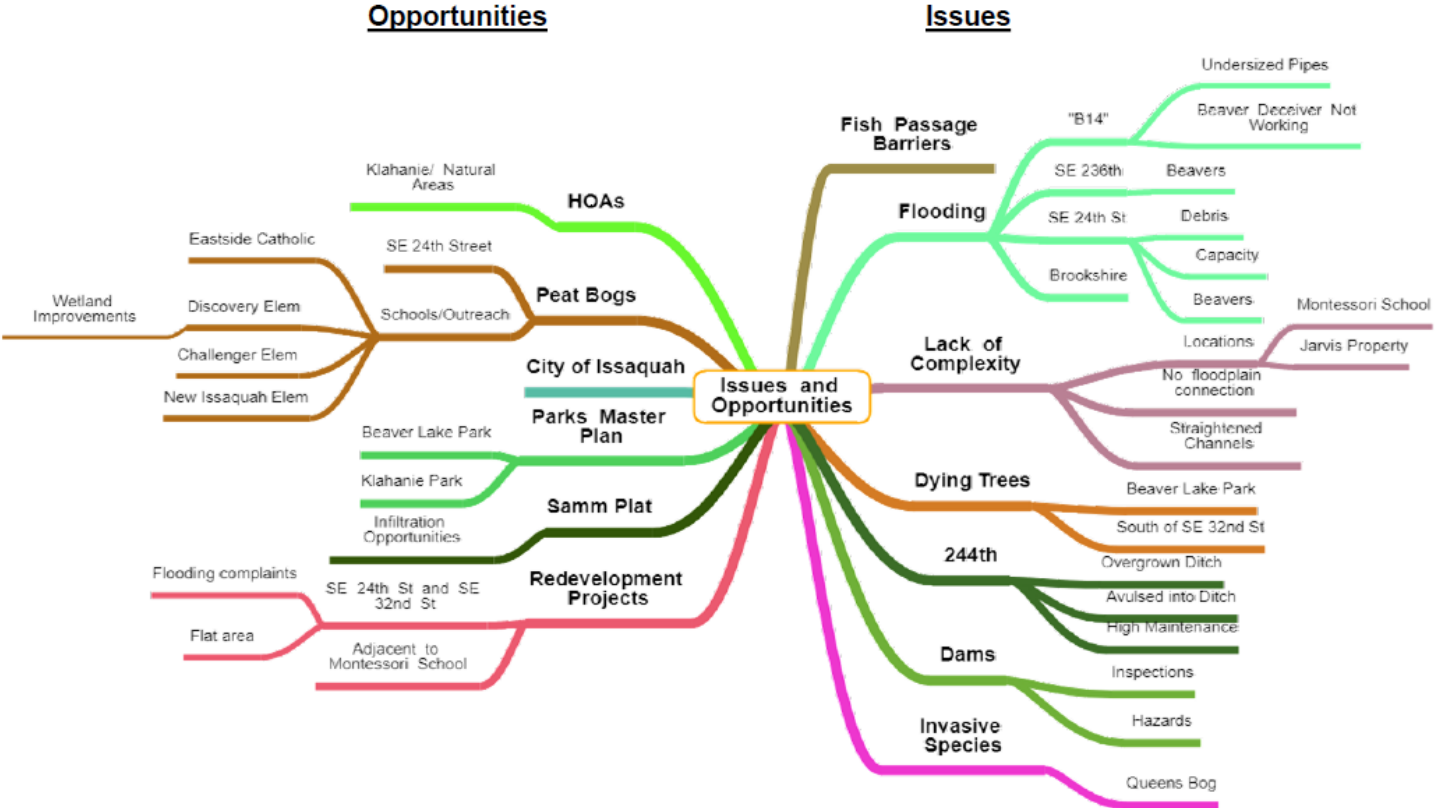 Opportunities
Issues
Klahanie/ Natural
Areas
HOAs
SE 24th Street
Eastside Catholic
Peat Bogs
Wetland
Improvements
Discovery Elem
Schools/Outreach
Challenger Elem
New Issaquah Elem
City of Issaquah
Parks Master
Plan
Beaver Lake Park
Klahanie Park
Samm Plat
Infiltration
Opportunities
Redevelopment
Projects
SE 24th St and SE
32nd St
Flooding complaints
Flat area
Adjacent to
Montessori School
Issues and
Opportunities
Fish Passage
Barriers
Flooding
"B14"
Undersized Pipes
Beaver Deceiver Not
Working
SE 236th
Beavers
SE 24th St
Debris
Capacity
Beavers
Brookshire
Lack of
Complexity
Locations
Montessori School
Jarvis Property
No floodplain
connection
Straightened
Channels
Dying Trees
Beaver Lake Park
South of SE 32nd St
244th
Overgrown Ditch
Avulsed into Ditch
High Maintenance
Dams
Inspections
Hazards
Invasive
Species
Queens Bog